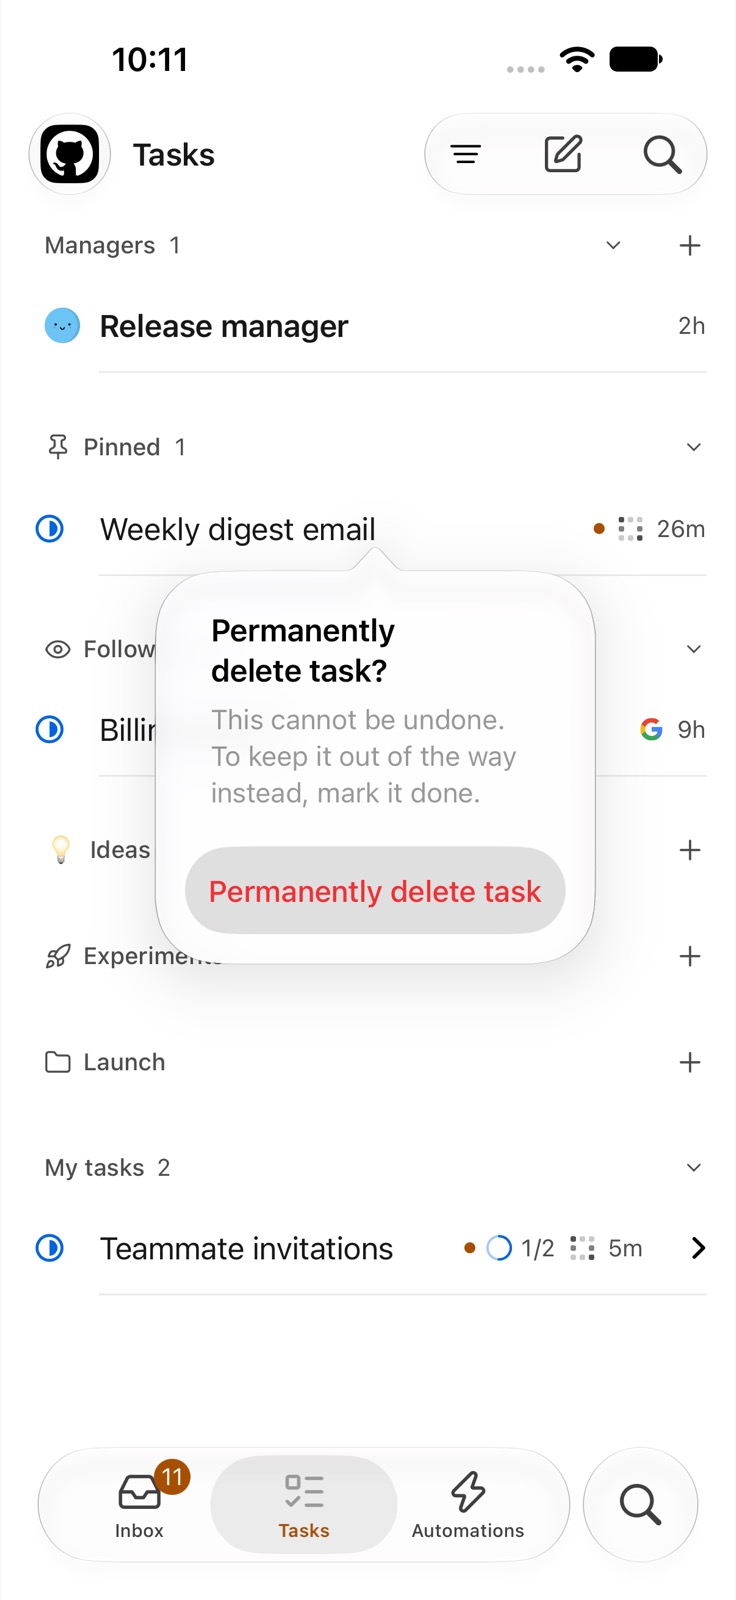 10:11
Tasks
Managers 1
Release manager 2h
Pinned 1
Weekly digest email 26m
Permanently
delete task?
This cannot be undone.
To keep it out of the way
instead, mark it done.
Permanently delete task
Follow
9h
Ideas
Launch
My tasks 2
Teammate invitations 1/2 5m
11
Inbox
Tasks
Automations